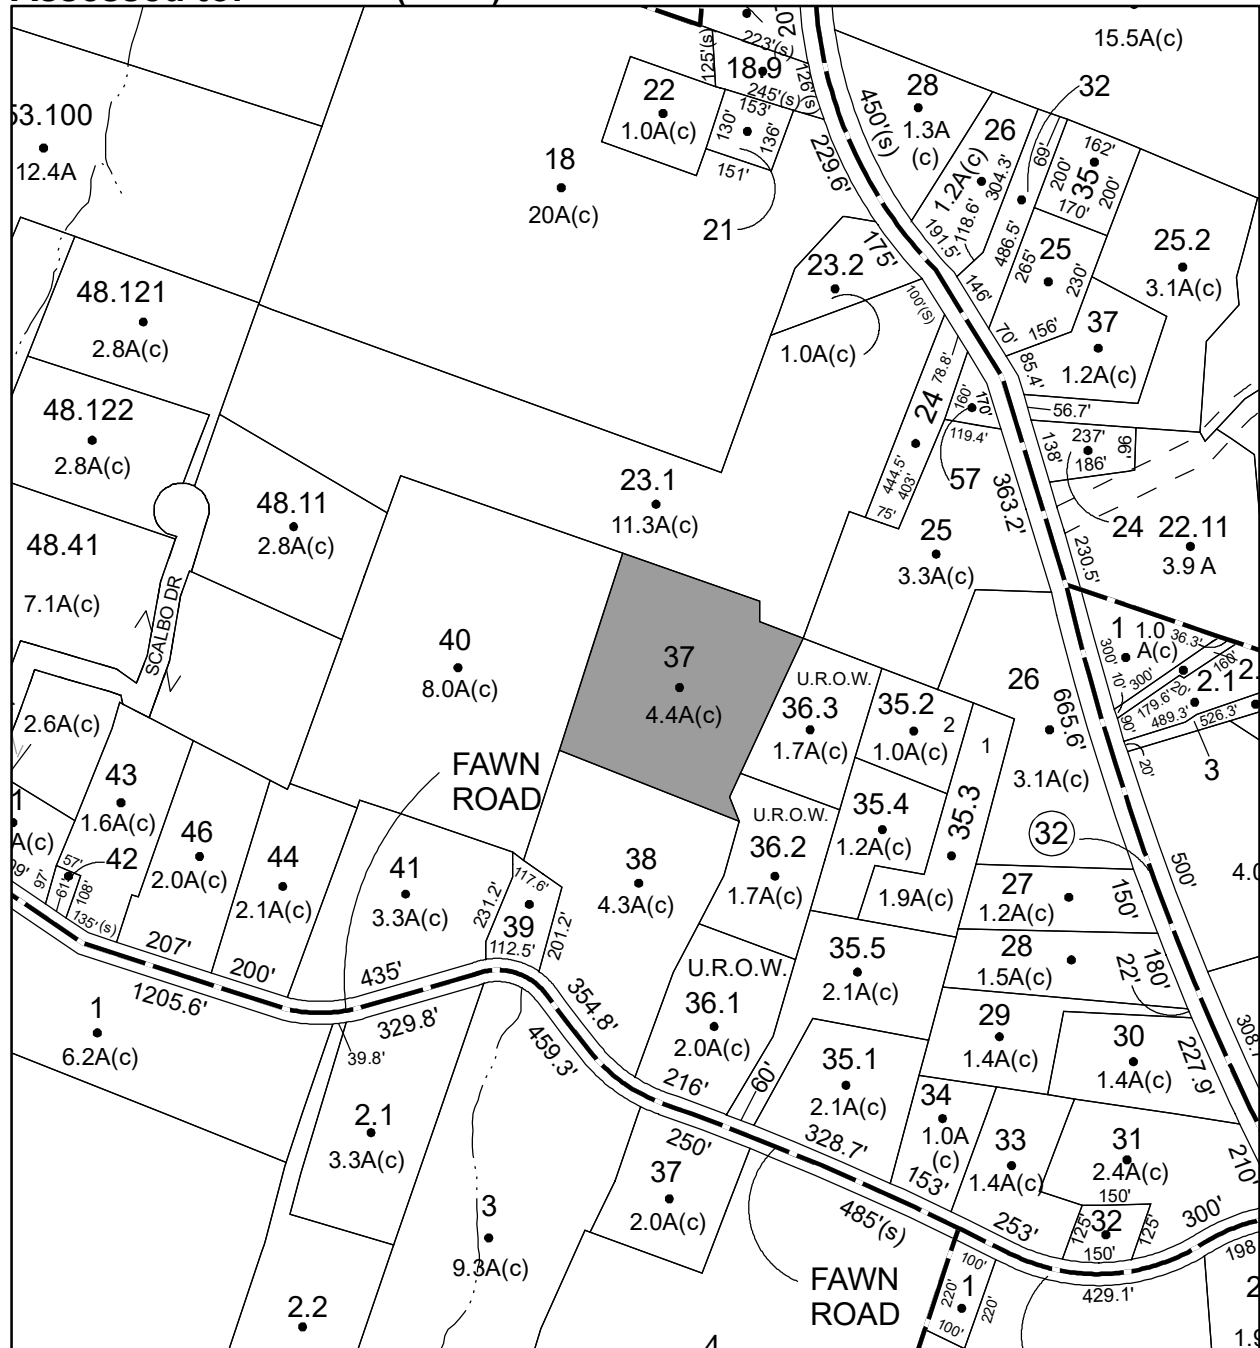 15.5A(c)
223'(s)
125'(s)
18.9
126'(s)
245'(s)
22
1.0A(c)
153'
130'
136'
151'
21
53.100
12.4A
18
20A(c)
229.6'
450'(s)
28
1.3A
(c)
32
26
1.2A(c)
304.3'
118.6'
191.5'
69'
486.5'
162'
200'
35
200'
170'
25
265'
230'
25.2
3.1A(c)
146'
70'
156'
37
1.2A(c)
85.4'
56.7'
175'
23.2
1.0A(c)
100'(s)
48.121
2.8A(c)
48.122
2.8A(c)
48.11
2.8A(c)
48.41
7.1A(c)
SCALBO DR
23.1
11.3A(c)
78.8'
24
160'
170'
119.4'
444.5'
403'
75'
57
363.2'
138'
237'
186'
96'
24
22.11
3.9 A
25
3.3A(c)
230.5'
40
8.0A(c)
37
4.4A(c)
U.R.O.W.
36.3
1.7A(c)
35.2
2
1.0A(c)
1
26
665.6'
3.1A(c)
1
1.0
A(c)
36.3'
300'
10'
300'
160'
179.6'
20'
2.1
489.3'
526.3'
90'
20'
3
2.6A(c)
43
1.6A(c)
FAWN
ROAD
U.R.O.W.
36.2
1.7A(c)
35.4
1.2A(c)
35.3
1.9A(c)
32
500'
4.0
1
A(c)
97'
57'
61'
108'
42
135'(s)
46
2.0A(c)
44
2.1A(c)
41
3.3A(c)
117.6'
231.2'
39
112.5'
201.2'
38
4.3A(c)
27
1.2A(c)
150'
28
1.5A(c)
180'
22'
35.5
2.1A(c)
U.R.O.W.
36.1
2.0A(c)
207'
200'
435'
1205.6'
329.8'
39.8'
354.8'
459.3'
1
6.2A(c)
216'
60'
35.1
2.1A(c)
29
1.4A(c)
30
1.4A(c)
227.9'
308.
2.1
3.3A(c)
250'
328.7'
153'
34
1.0A
(c)
33
1.4A(c)
31
2.4A(c)
150'
125'
32
125'
150'
210'
300'
253'
37
2.0A(c)
485'(s)
3
9.3A(c)
FAWN
ROAD
100'
220'
1
220'
100'
429.1'
198
2.2